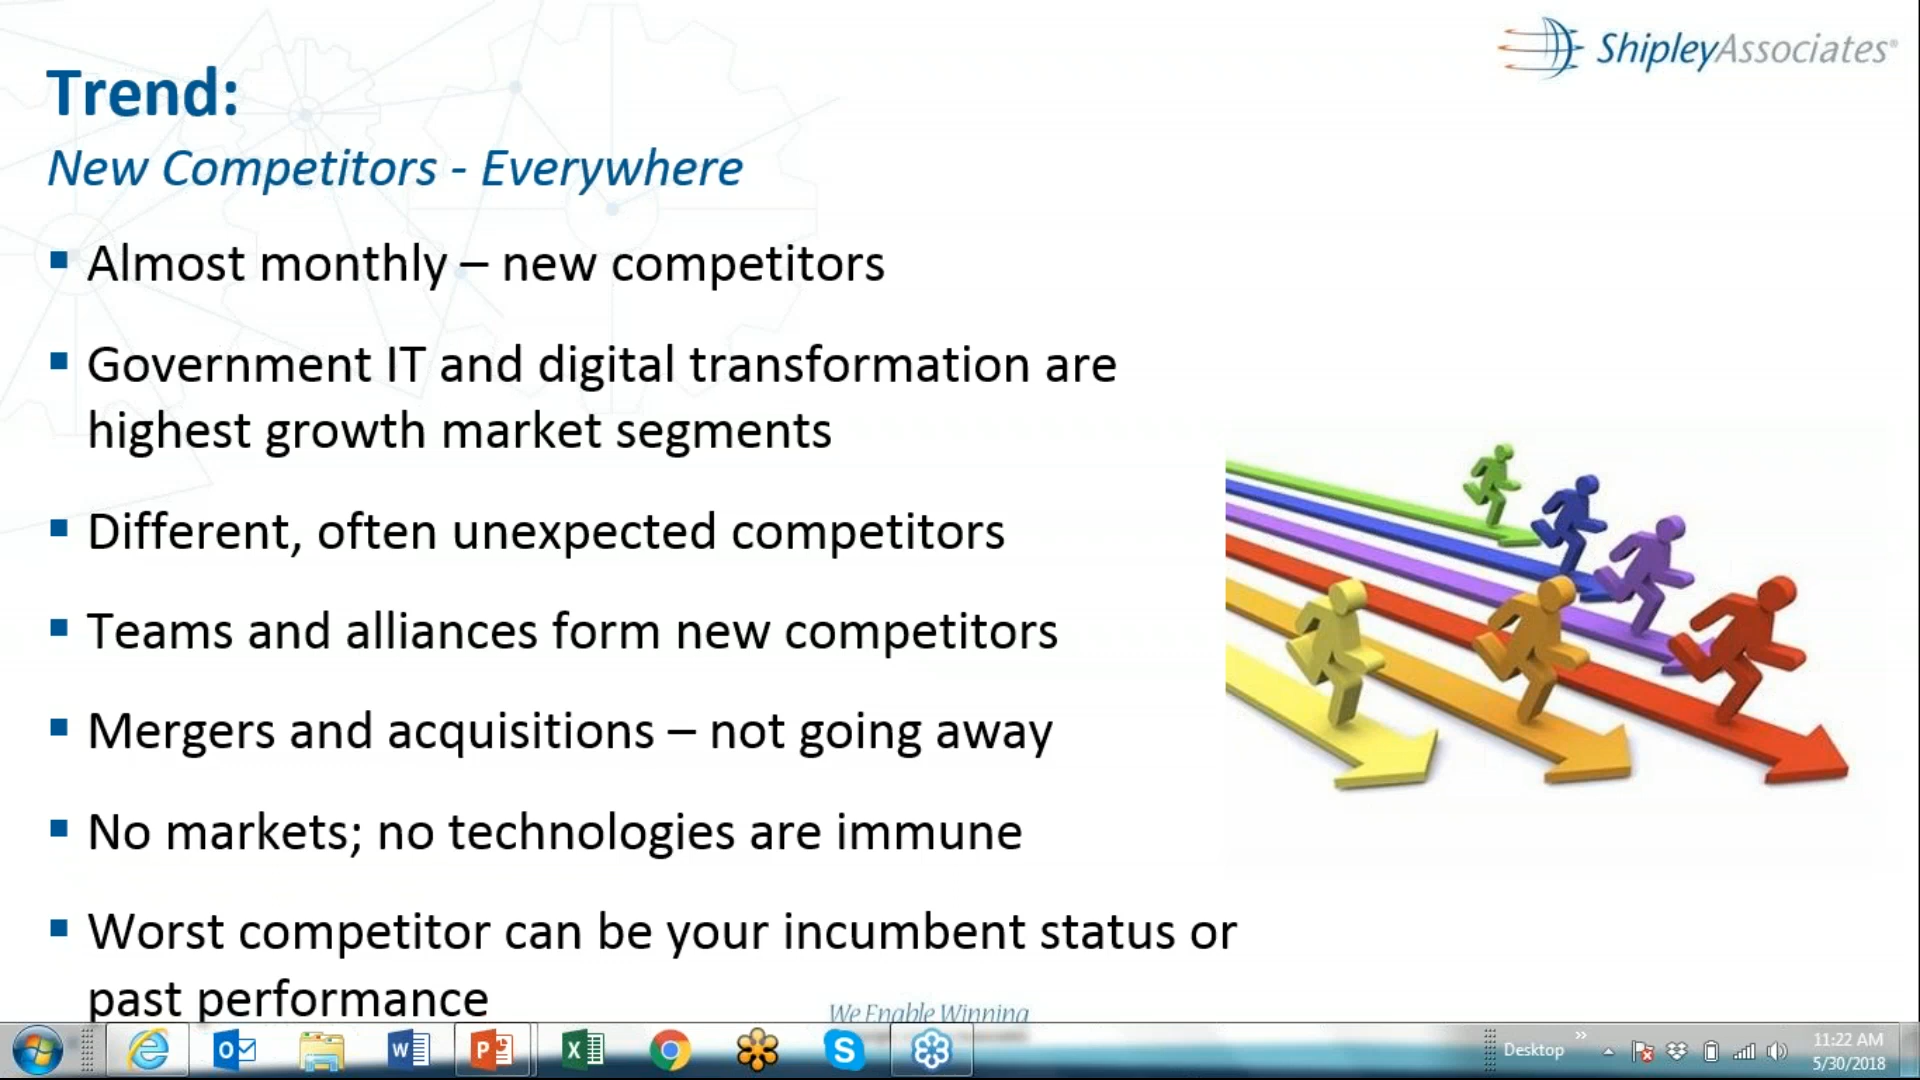 ShipleyAssociates®
Trend:
New Competitors - Everywhere
▪ Almost monthly – new competitors
▪ Government IT and digital transformation are
highest growth market segments
▪ Different, often unexpected competitors
▪ Teams and alliances form new competitors
▪ Mergers and acquisitions – not going away
▪ No markets; no technologies are immune
▪ Worst competitor can be your incumbent status or
past performance
We Enable Winning
Desktop
11:22 AM
5/30/2018